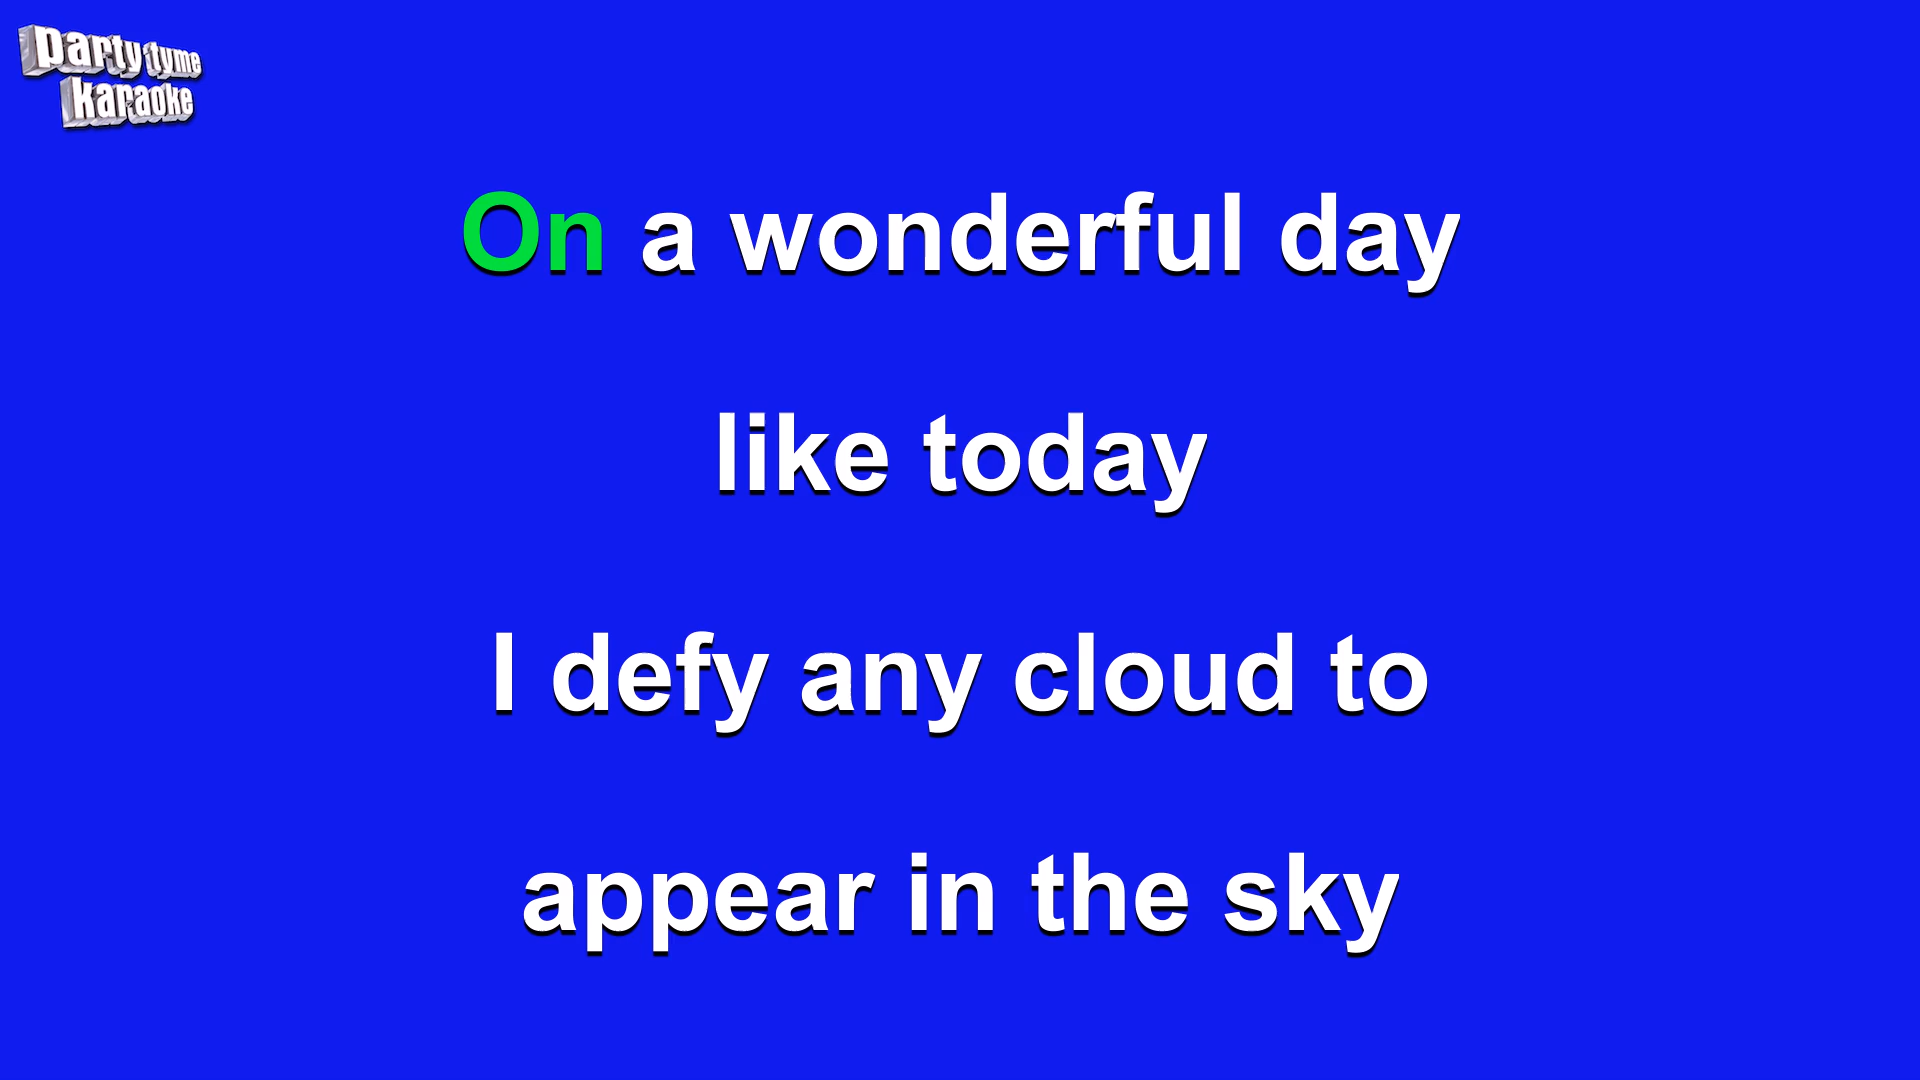 party tyme
karaoke
On a wonderful day
like today
I defy any cloud to
appear in the sky